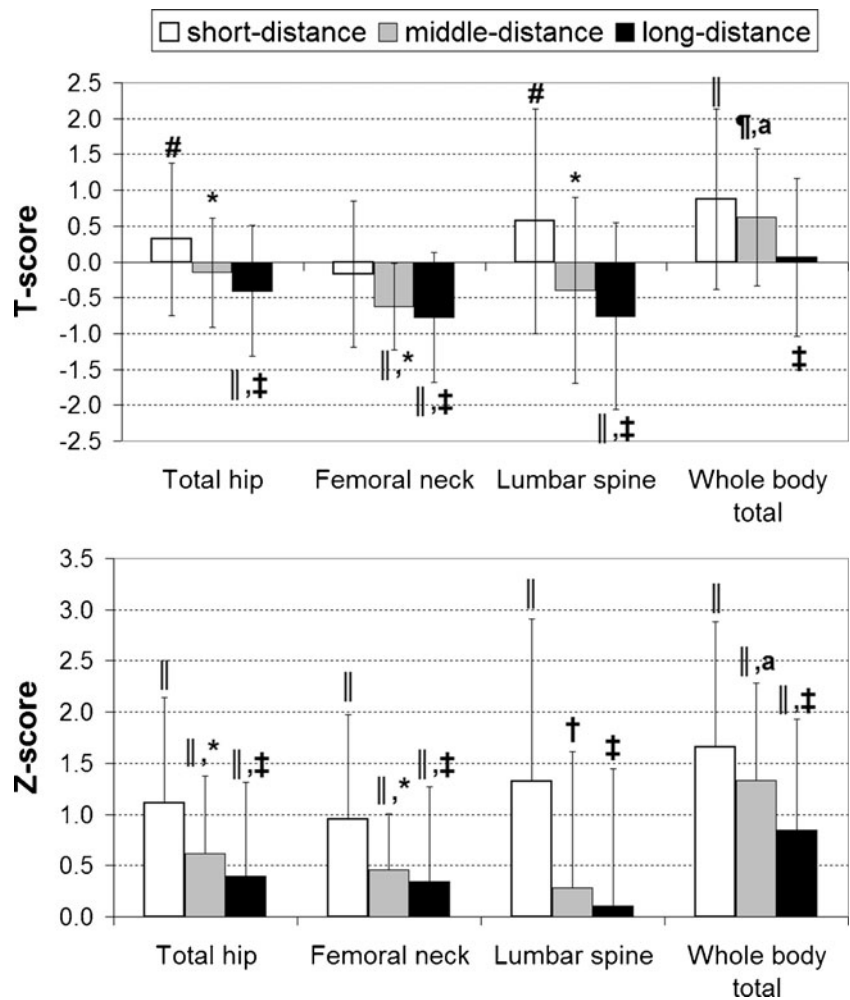 short-distance middle-distance long-distance
T-score
2.5
2.0
1.5
1.0
0.5
0.0
-0.5
-1.0
-1.5
-2.0
-2.5
# * ‖,‡
‖,* ‖,‡
# * ‖,‡
‖ ¶,a ‡
Total hip Femoral neck Lumbar spine Whole body
total
Z-score
3.5
3.0
2.5
2.0
1.5
1.0
0.5
0.0
‖ ‖,* ‖,‡
‖ ‖,* ‖,‡
‖ † ‡
‖ ‖,a ‖,‡
Total hip Femoral neck Lumbar spine Whole body
total